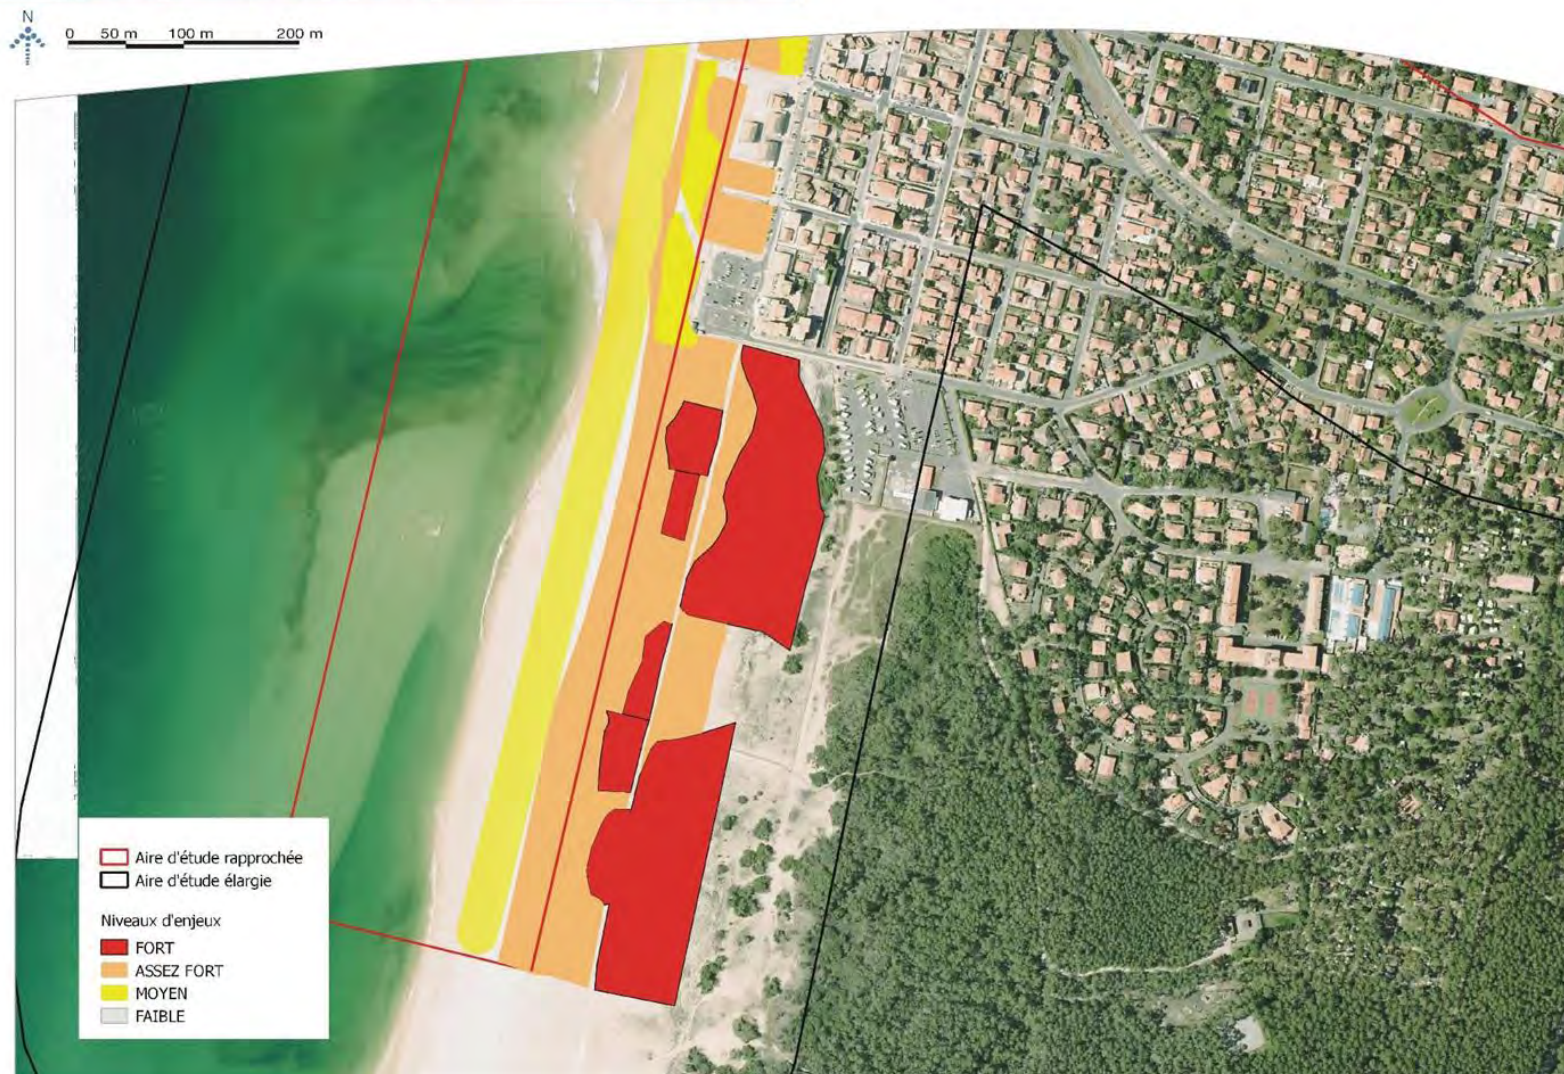 N
0 50 m 100 m 200 m
Aire d'étude rapprochée
Aire d'étude élargie
Niveaux d'enjeux
FORT
ASSEZ FORT
MOYEN
FAIBLE